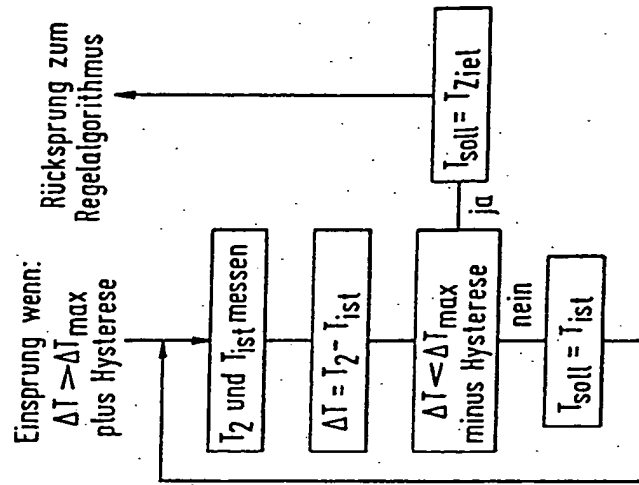 Einsprung wenn:
ΔT > ΔTmax
plus Hysterese
Rücksprung zum
Regelalgorithmus
T2 und Tist messen
ΔT = T2 − Tist
ΔT < ΔTmax
minus Hysterese
ja
Tsoll = TZiel
nein
Tsoll = Tist